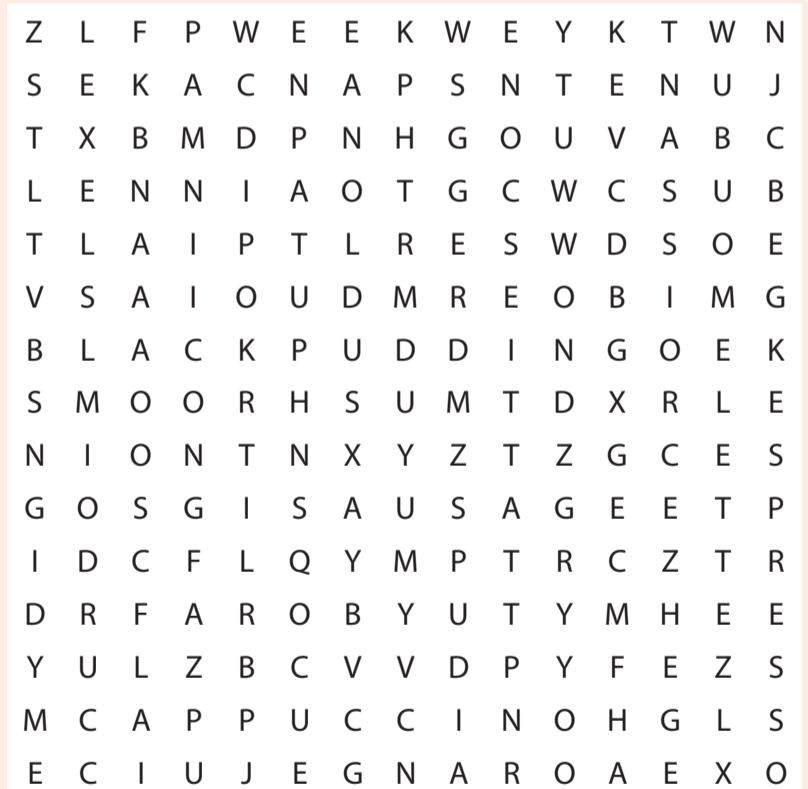 Z L F P W E E K W E Y K T W N
S E K A C N A P S N T E N U J
T X B M D P N H G O U V A B C
L E N N I A O T G C W C S U B
T L A I P T L R E S W D S O E
V S A I O U D M R E O B I M G
B L A C K P U D D I N G O E K
S M O O R H S U M T D X R L E
N I O N T N X Y Z T Z G C E S
G O S G I S A U S A G E E T P
I D C F L Q Y M P T R C Z T R
D R F A R O B Y U T Y M H E E
Y U L Z B C V V D P Y F E Z S
M C A P P U C C I N O H G L S
E C I U J E G N A R O A E X O